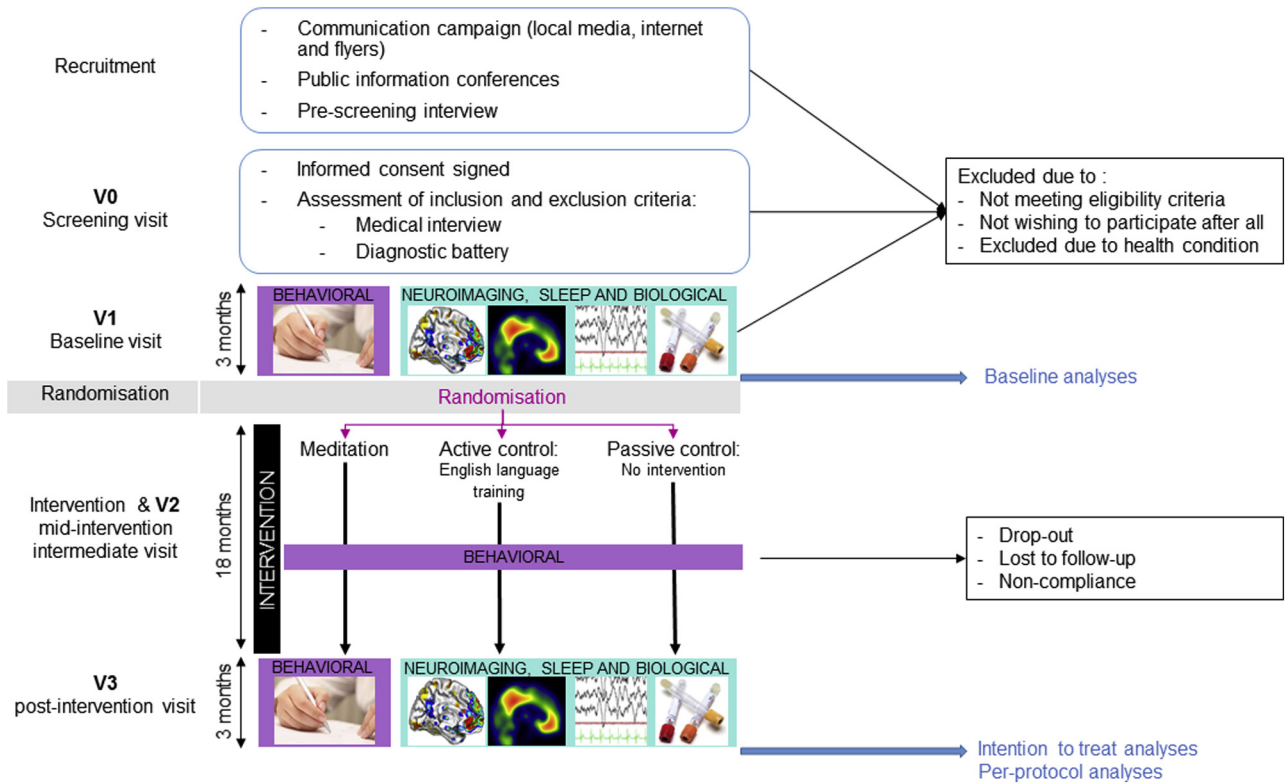 Recruitment
- Communication campaign (local media, internet
and flyers)
- Public information conferences
- Pre-screening interview
V0
Screening visit
- Informed consent signed
- Assessment of inclusion and exclusion criteria:
- Medical interview
- Diagnostic battery
Excluded due to :
- Not meeting eligibility criteria
- Not wishing to participate after all
- Excluded due to health condition
V1
Baseline visit
3 months
BEHAVIORAL
NEUROIMAGING, SLEEP AND BIOLOGICAL
Baseline analyses
Randomisation
Randomisation
Intervention & V2
mid-intervention
intermediate visit
18 months
INTERVENTION
Meditation
Active control:
English language
training
Passive control:
No intervention
BEHAVIORAL
- Drop-out
- Lost to follow-up
- Non-compliance
V3
post-intervention visit
3 months
BEHAVIORAL
NEUROIMAGING, SLEEP AND BIOLOGICAL
Intention to treat analyses
Per-protocol analyses